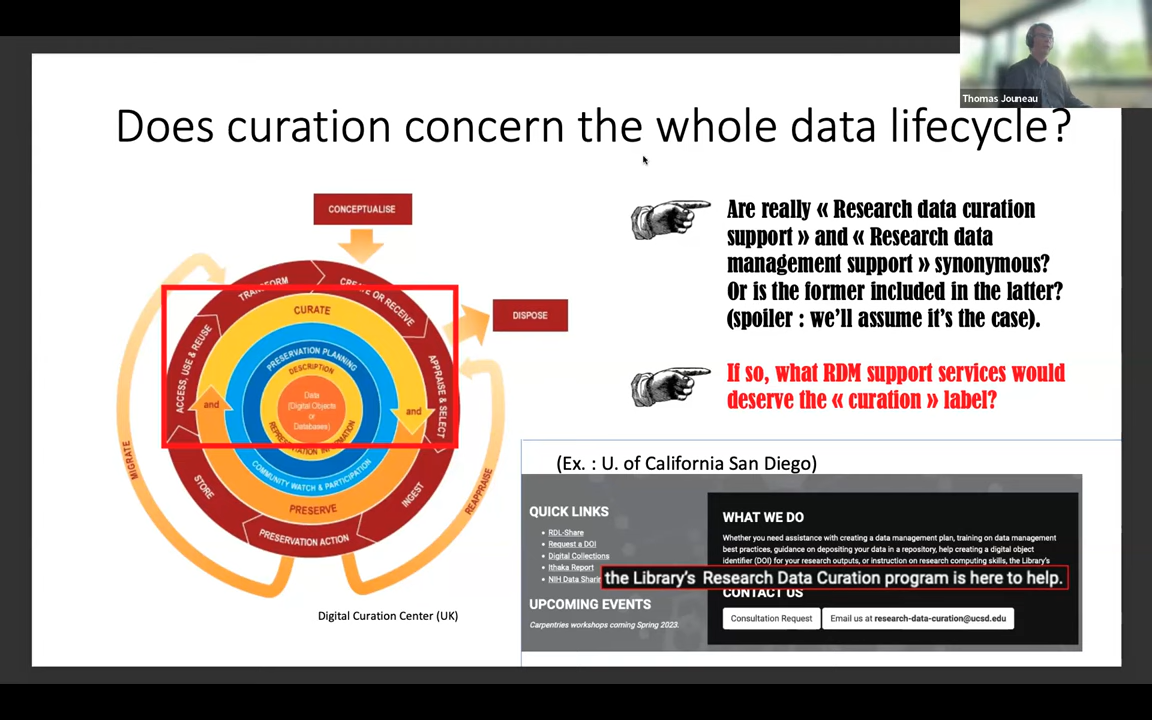 Thomas Jouneau
Does curation concern the whole data lifecycle?
CONCEPTUALISE
DISPOSE
TRANSFORM
CREATE OR RECEIVE
APPRAISE & SELECT
INGEST
PRESERVATION ACTION
STORE
ACCESS, USE & REUSE
MIGRATE
REAPPRAISE
CURATE
and
and
PRESERVE
PRESERVATION PLANNING
COMMUNITY WATCH & PARTICIPATION
DESCRIPTION
REPRESENTATION INFORMATION
Data
(Digital Objects
or
Databases)
Digital Curation Center (UK)
Are really « Research data curation
support » and « Research data
management support » synonymous?
Or is the former included in the latter?
(spoiler : we’ll assume it’s the case).
If so, what RDM support services would
deserve the « curation » label?
(Ex. : U. of California San Diego)
QUICK LINKS
RDL-Share
Request a DOI
Digital Collections
Ithaka Report
NIH Data Sharin
UPCOMING EVENTS
Carpentries workshops coming Spring 2023.
WHAT WE DO
Whether you need assistance with creating a data management plan, training on data management
best practices, guidance on depositing your data in a repository, help creating a digital object
identifier (DOI) for your research outputs, or instruction on research computing skills, the Library's
the Library's Research Data Curation program is here to help.
CONTACT US
Consultation Request
Email us at research-data-curation@ucsd.edu